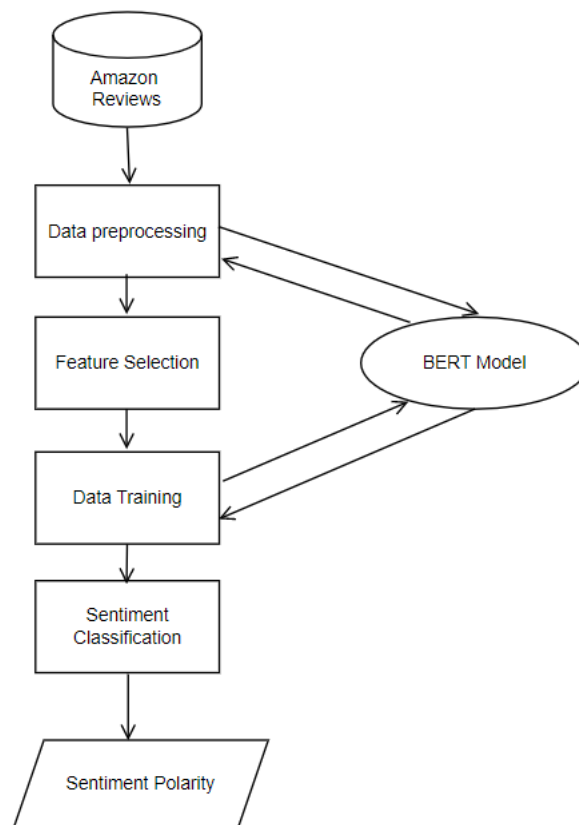 Amazon
Reviews
Data preprocessing
Feature Selection
BERT Model
Data Training
Sentiment
Classification
Sentiment Polarity